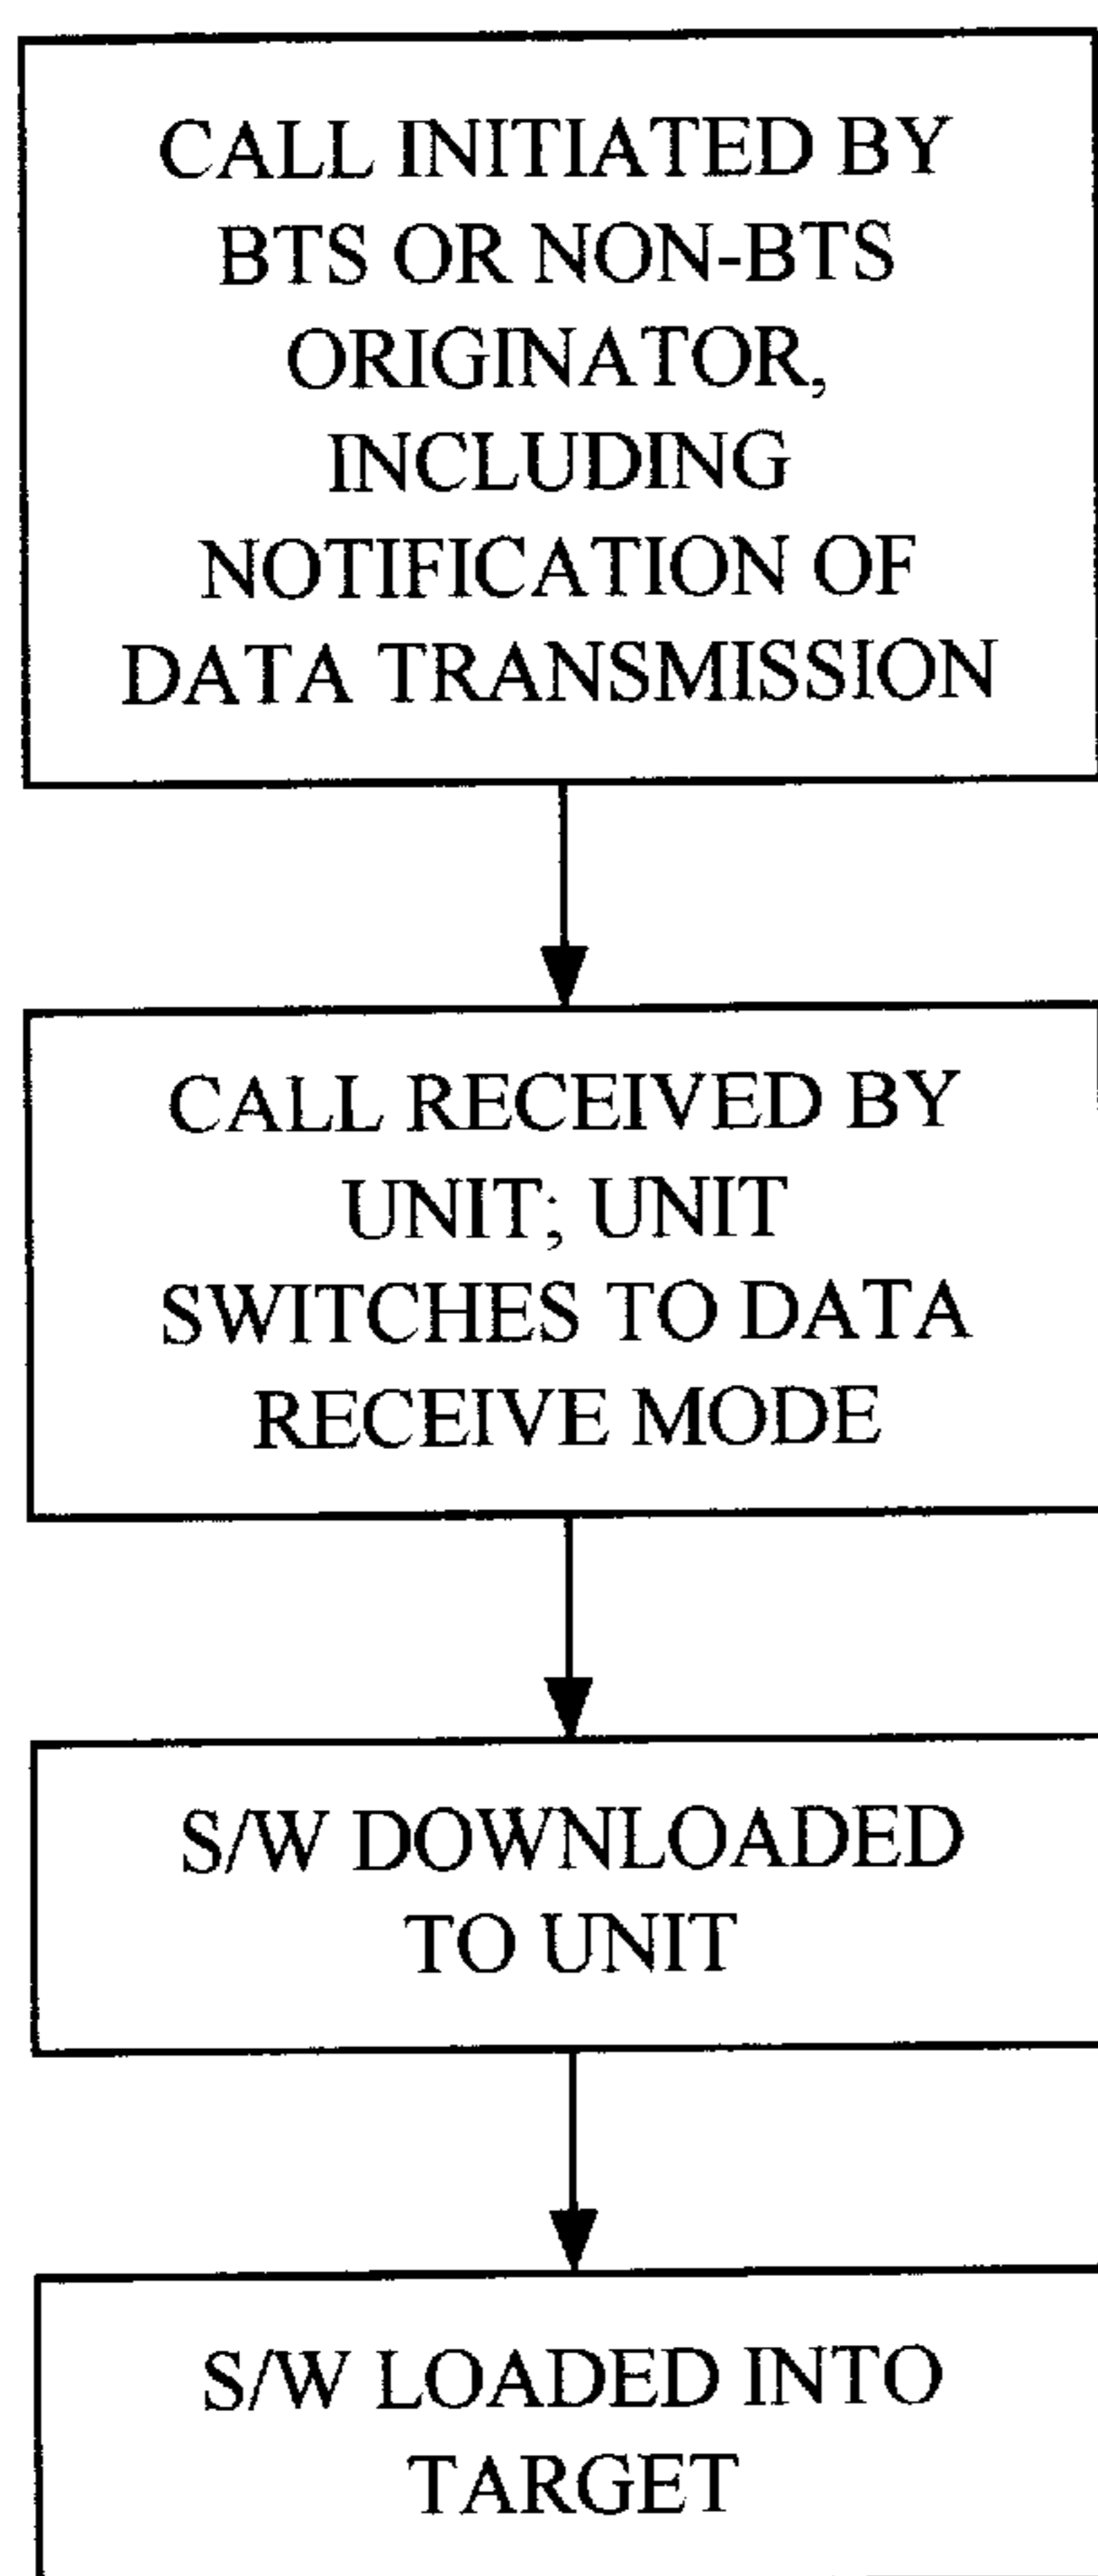 CALL INITIATED BY
BTS OR NON-BTS
ORIGINATOR,
INCLUDING
NOTIFICATION OF
DATA TRANSMISSION
CALL RECEIVED BY
UNIT; UNIT
SWITCHES TO DATA
RECEIVE MODE
S/W DOWNLOADED
TO UNIT
S/W LOADED INTO
TARGET